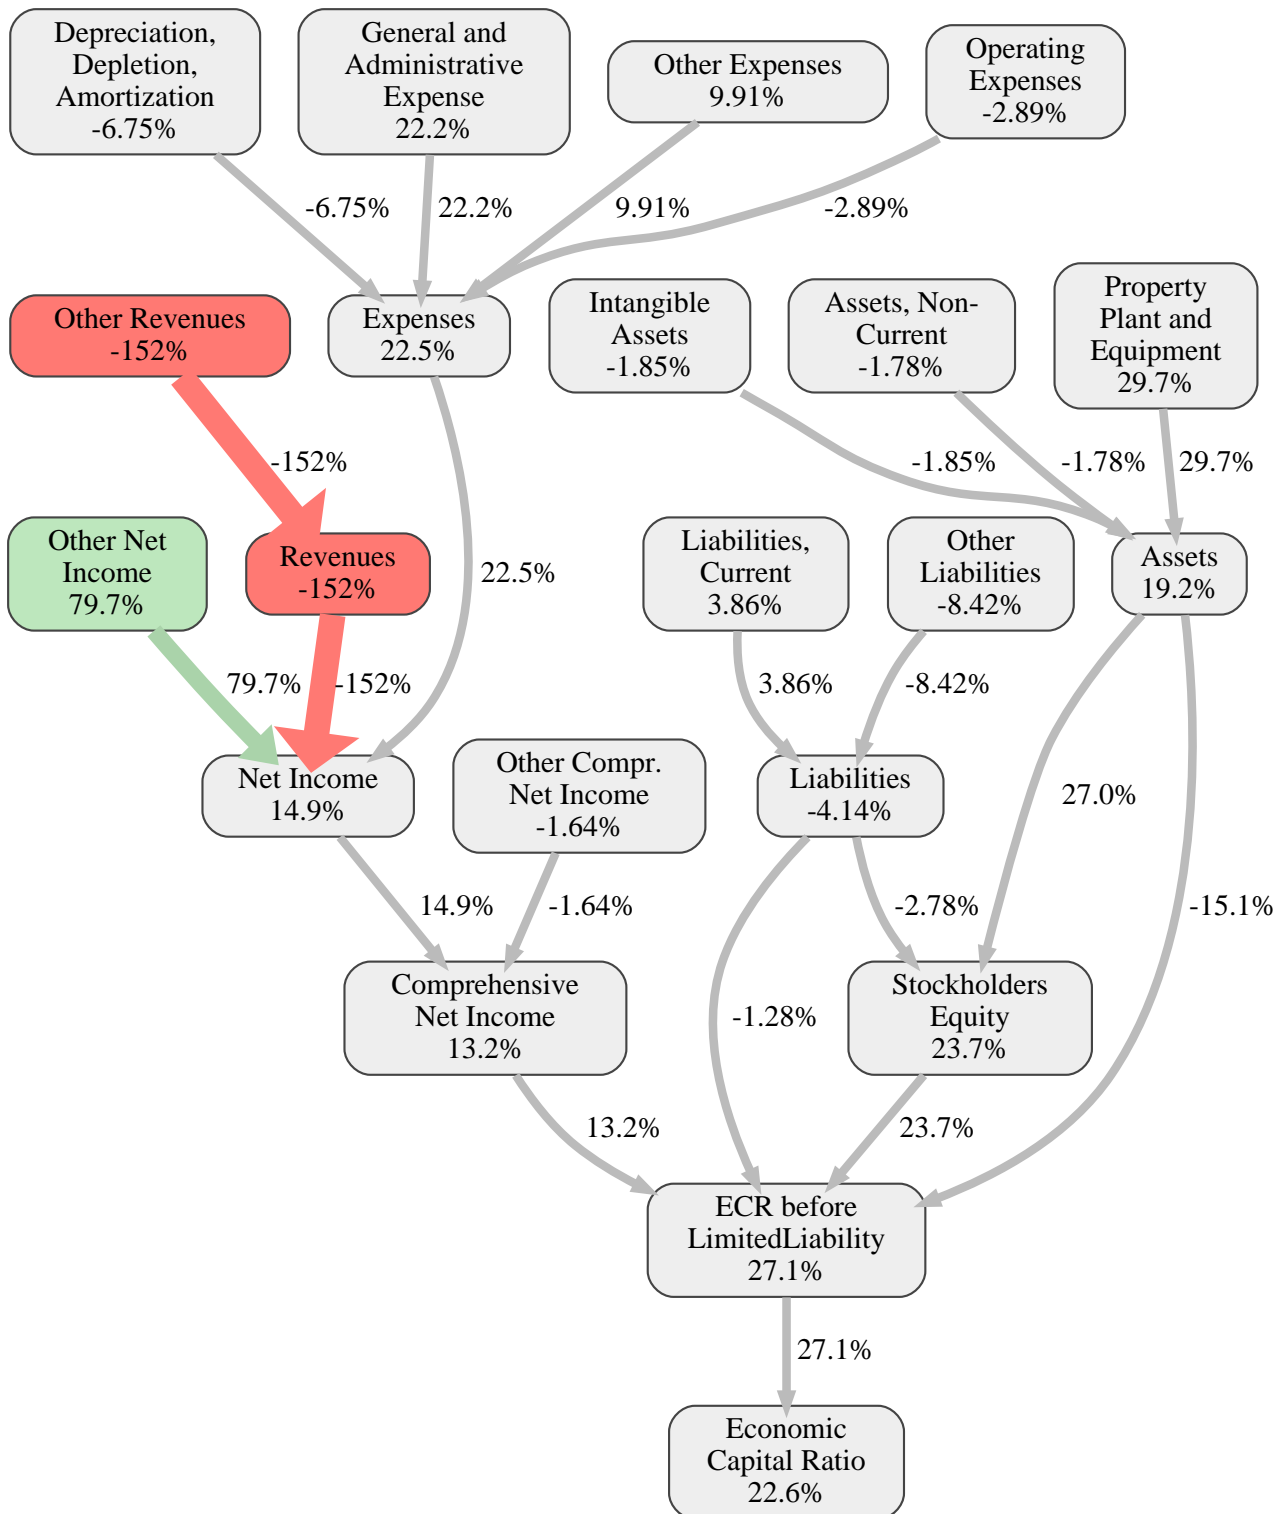 Depreciation,
Depletion,
Amortization
-6.75%
General and
Administrative
Expense
22.2%
Other Expenses
9.91%
Operating
Expenses
-2.89%
-6.75%
22.2%
9.91%
-2.89%
Other Revenues
-152%
Expenses
22.5%
Intangible
Assets
-1.85%
Assets, Non-
Current
-1.78%
Property
Plant and
Equipment
29.7%
-152%
-1.85%
-1.78%
29.7%
Other Net
Income
79.7%
Revenues
-152%
22.5%
Liabilities,
Current
3.86%
Other
Liabilities
-8.42%
Assets
19.2%
79.7%
-152%
3.86%
-8.42%
Net Income
14.9%
Other Compr.
Net Income
-1.64%
Liabilities
-4.14%
27.0%
14.9%
-1.64%
-2.78%
-15.1%
Comprehensive
Net Income
13.2%
-1.28%
Stockholders
Equity
23.7%
13.2%
23.7%
ECR before
LimitedLiability
27.1%
27.1%
Economic
Capital Ratio
22.6%